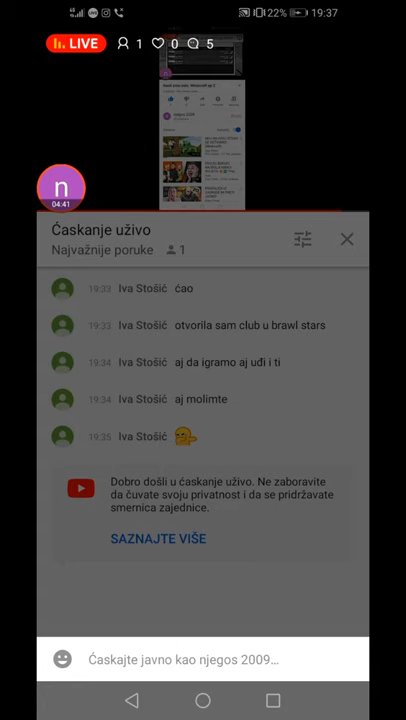 22% 19:37
LIVE 1 0 5
n
04:41
Ćaskanje uživo
Najvažnije poruke 1
19:33 Iva Stošić ćao
19:33 Iva Stošić otvorila sam club u brawl stars
19:34 Iva Stošić aj da igramo aj uđi i ti
19:34 Iva Stošić aj molimte
19:35 Iva Stošić
Dobro došli u ćaskanje uživo. Ne zaboravite
da čuvate svoju privatnost i da se pridržavate
smernica zajednice.
SAZNAJTE VIŠE
Ćaskajte javno kao njegos 2009...